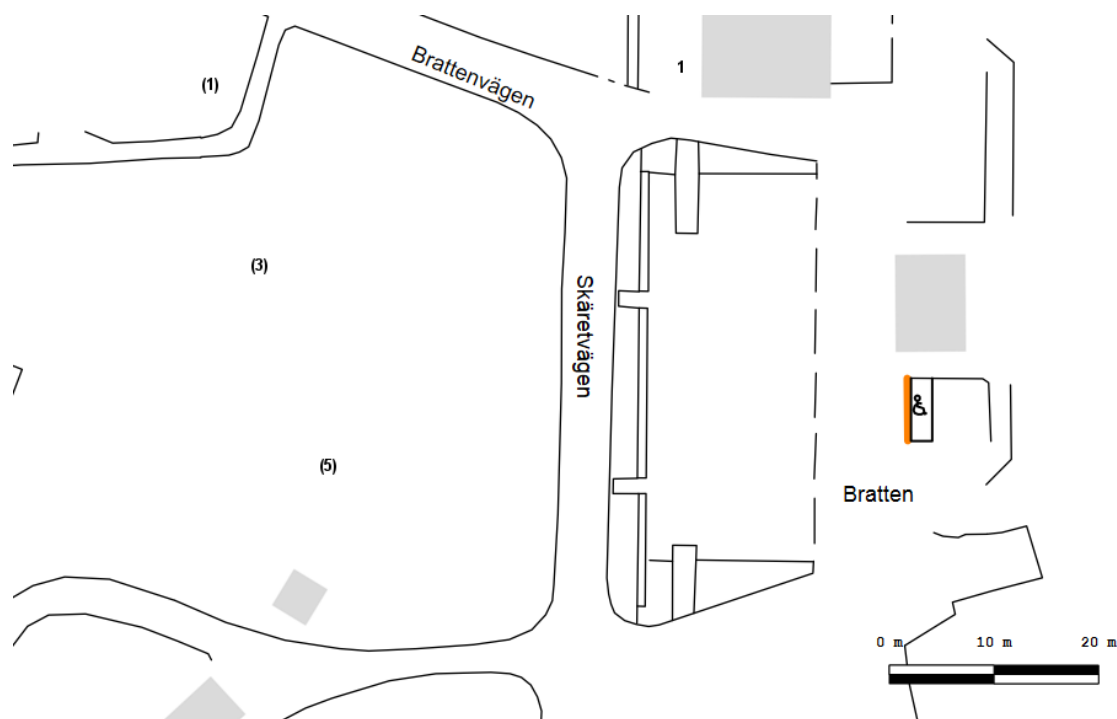 Brattenvägen
1
(1)
(3)
Skäretvägen
(5)
Bratten
0 m 10 m 20 m